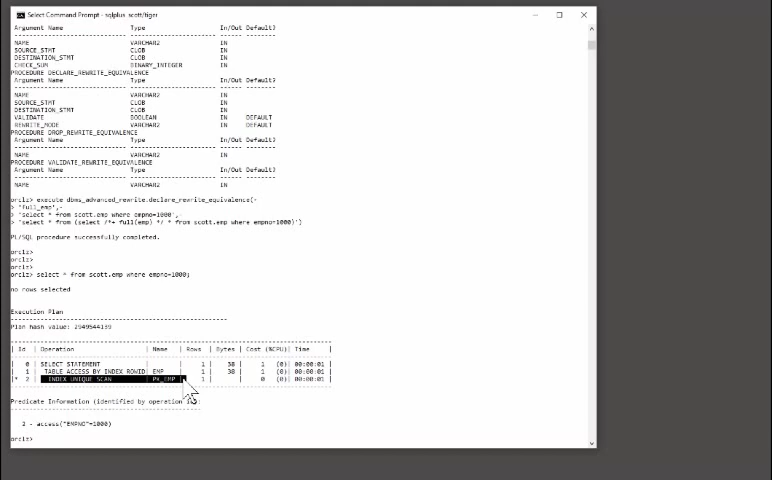 Select Command Prompt - sqlplus scott/tiger
Argument Name Type In/Out Default?
------------------------------ ----------------------- ------ --------
NAME VARCHAR2 IN
SOURCE_STMT CLOB IN
DESTINATION_STMT CLOB IN
CHECK_SUM BINARY_INTEGER IN
PROCEDURE DECLARE_REWRITE_EQUIVALENCE
Argument Name Type In/Out Default?
------------------------------ ----------------------- ------ --------
NAME VARCHAR2 IN
SOURCE_STMT CLOB IN
DESTINATION_STMT CLOB IN
VALIDATE BOOLEAN IN DEFAULT
REWRITE_MODE VARCHAR2 IN DEFAULT
PROCEDURE DROP_REWRITE_EQUIVALENCE
Argument Name Type In/Out Default?
------------------------------ ----------------------- ------ --------
NAME VARCHAR2 IN
PROCEDURE VALIDATE_REWRITE_EQUIVALENCE
Argument Name Type In/Out Default?
------------------------------ ----------------------- ------ --------
NAME VARCHAR2 IN
orclz> execute dbms_advanced_rewrite.declare_rewrite_equivalence(-
> 'full_emp',-
> 'select * from scott.emp where empno=1000',-
> 'select * from (select /*+ full(emp) */ * from scott.emp where empno=1000)')
PL/SQL procedure successfully completed.
orclz>
orclz>
orclz>
orclz> select * from scott.emp where empno=1000;
no rows selected
Execution Plan
----------------------------------------------------------
Plan hash value: 2949544139
| Id | Operation | Name | Rows | Bytes | Cost (%CPU)| Time |
| 0 | SELECT STATEMENT | | 1 | 38 | 1 (0)| 00:00:01 |
| 1 | TABLE ACCESS BY INDEX ROWID| EMP | 1 | 38 | 1 (0)| 00:00:01 |
|* 2 | INDEX UNIQUE SCAN | PK_EMP | 1 | | 0 (0)| 00:00:01 |
Predicate Information (identified by operation
2 - access("EMPNO"=1000)
orclz>